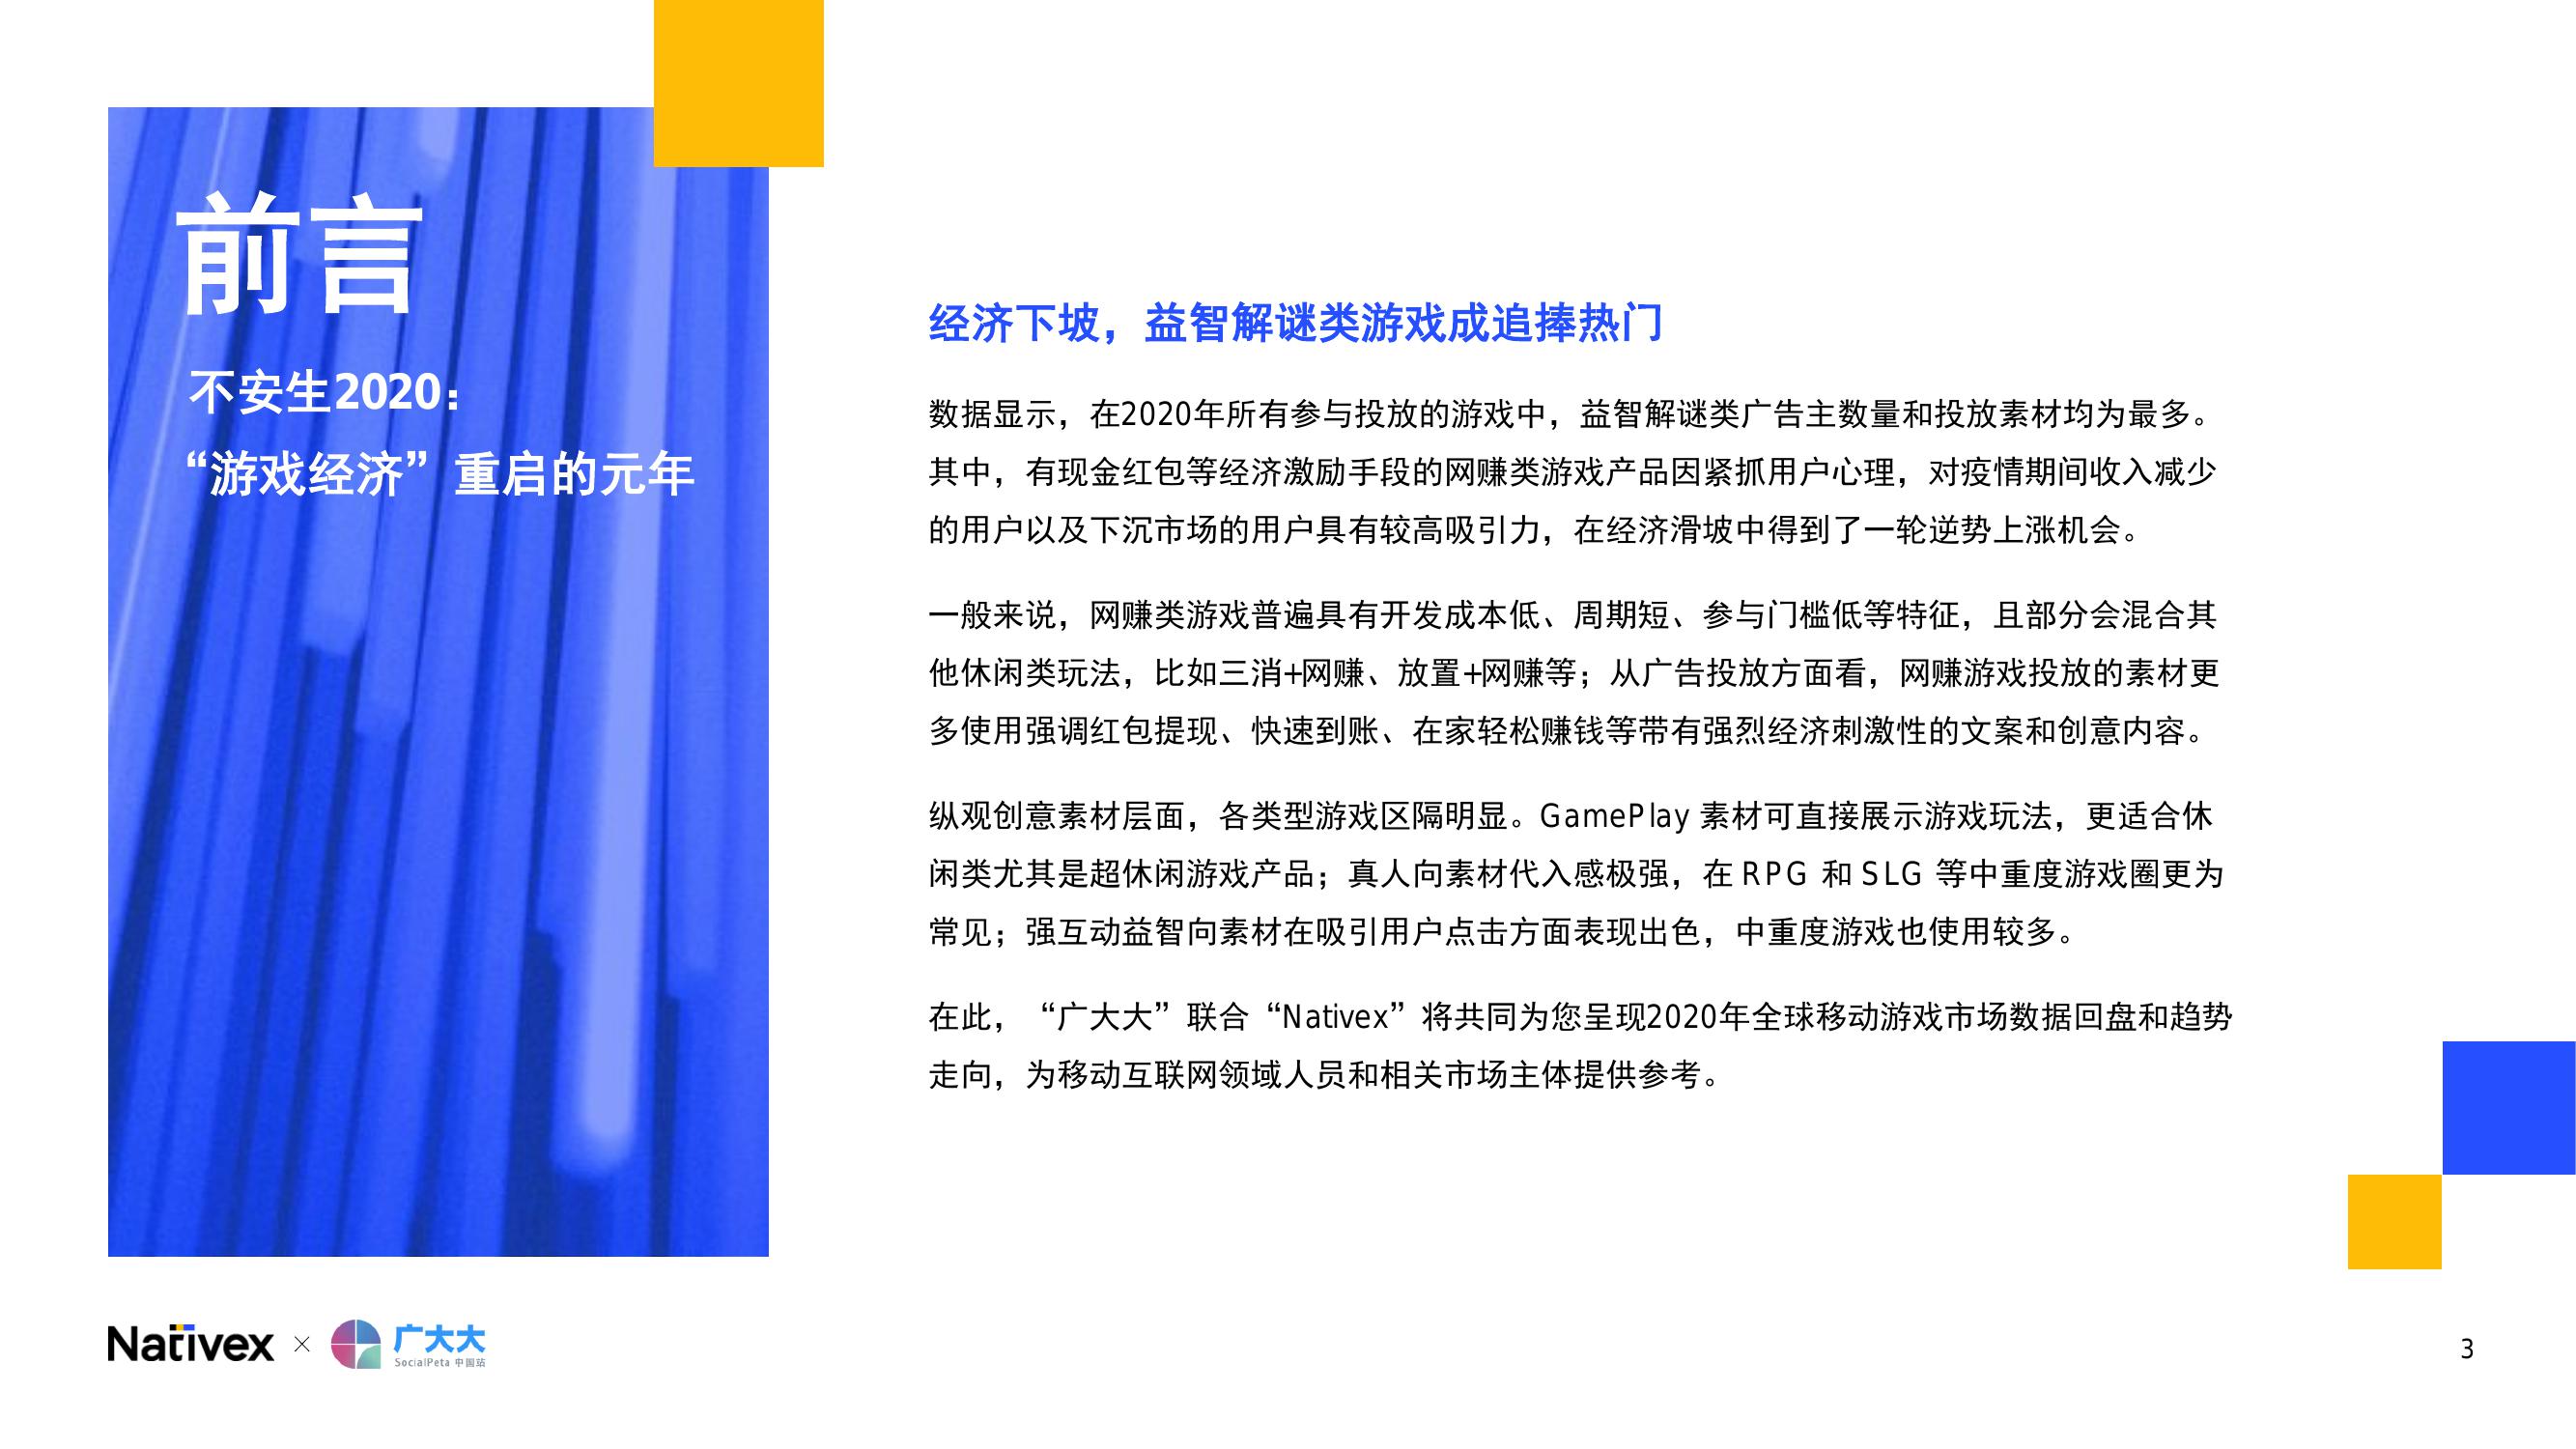 前言
不安生2020：
“游戏经济”重启的元年
经济下坡，益智解谜类游戏成追捧热门
数据显示，在2020年所有参与投放的游戏中，益智解谜类广告主数量和投放素材均为最多。
其中，有现金红包等经济激励手段的网赚类游戏产品因紧抓用户心理，对疫情期间收入减少
的用户以及下沉市场的用户具有较高吸引力，在经济滑坡中得到了一轮逆势上涨机会。
一般来说，网赚类游戏普遍具有开发成本低、周期短、参与门槛低等特征，且部分会混合其
他休闲类玩法，比如三消+网赚、放置+网赚等；从广告投放方面看，网赚游戏投放的素材更
多使用强调红包提现、快速到账、在家轻松赚钱等带有强烈经济刺激性的文案和创意内容。
纵观创意素材层面，各类型游戏区隔明显。GamePlay 素材可直接展示游戏玩法，更适合休
闲类尤其是超休闲游戏产品；真人向素材代入感极强，在 RPG 和 SLG 等中重度游戏圈更为
常见；强互动益智向素材在吸引用户点击方面表现出色，中重度游戏也使用较多。
在此，“广大大”联合“Nativex”将共同为您呈现2020年全球移动游戏市场数据回盘和趋势
走向，为移动互联网领域人员和相关市场主体提供参考。
Nativex × 广大大
SocialPeta 中国站
3